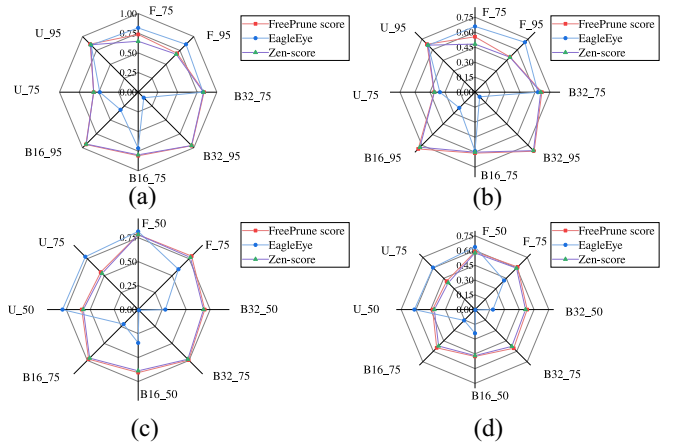 F_75
F_95
B32_75
B32_95
B16_75
B16_95
U_75
U_95
1.00
0.75
0.50
0.25
0.00
FreePrune score
EagleEye
Zen-score
(a)
F_75
F_95
B32_75
B32_95
B16_75
B16_95
U_75
U_95
0.75
0.60
0.45
0.30
0.15
0.00
FreePrune score
EagleEye
Zen-score
(b)
F_50
F_75
B32_50
B32_75
B16_50
B16_75
U_50
U_75
0.75
0.50
0.25
0.00
FreePrune score
EagleEye
Zen-score
(c)
F_50
F_75
B32_50
B32_75
B16_50
B16_75
U_50
U_75
0.75
0.60
0.45
0.30
0.15
0.00
FreePrune score
EagleEye
Zen-score
(d)